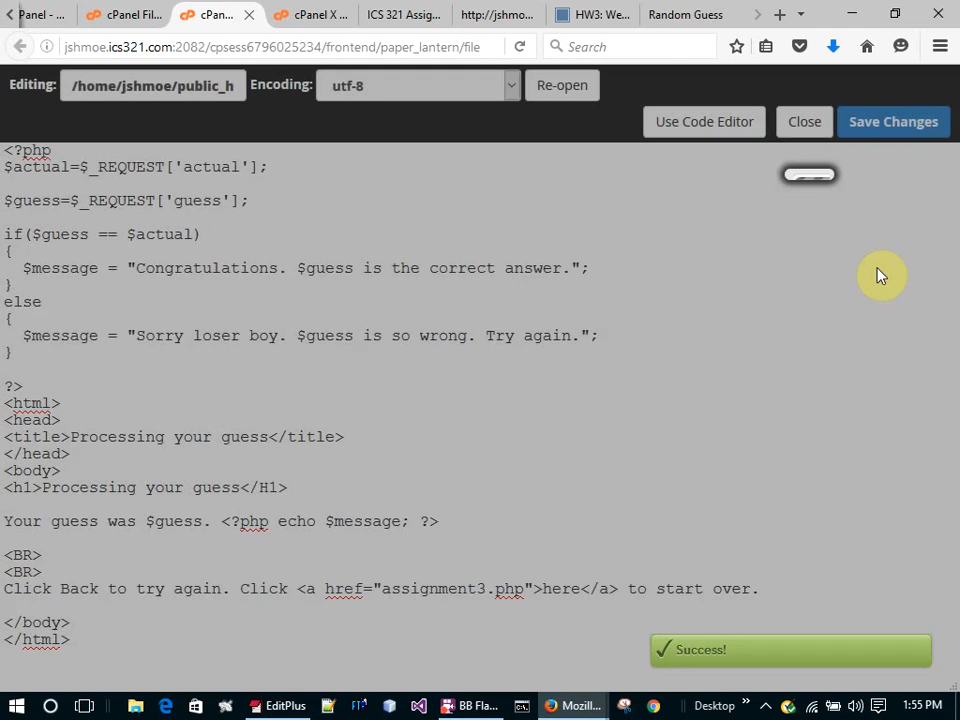 Panel - ...
cPanel Fil...
cPan...
cPanel X ...
ICS 321 Assig...
http://jshmo...
HW3: We...
Random Guess
jshmoe.ics321.com:2082/cpsess6796025234/frontend/paper_lantern/file
Search
Editing:
/home/jshmoe/public_h
Encoding:
utf-8
Re-open
Use Code Editor
Close
Save Changes
<?php
$actual=$_REQUEST['actual'];
$guess=$_REQUEST['guess'];
if($guess == $actual)
{
$message = "Congratulations. $guess is the correct answer.";
}
else
{
$message = "Sorry loser boy. $guess is so wrong. Try again.";
}
?>
<html>
<head>
<title>Processing your guess</title>
</head>
<body>
<h1>Processing your guess</H1>
Your guess was $guess. <?php echo $message; ?>
<BR>
<BR>
Click Back to try again. Click <a href="assignment3.php">here</a> to start over.
</body>
</html>
Success!
EditPlus
BB Fla...
Mozill...
Desktop
1:55 PM